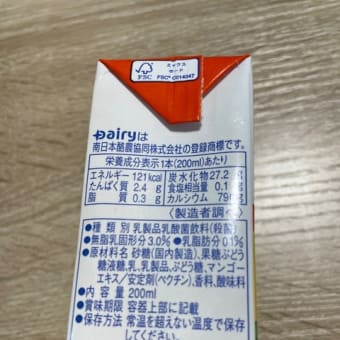 ミックス
カード
FSC
FSC® C014047
Dairyは
南日本酪農協同株式会社の登録商標です。
栄養成分表示1本(200ml)あたり
エネルギー 121kcal 炭水化物 27.2
たんぱく質 2.4 g 食塩相当量 0.1
脂 質 0.3 g カルシウム 79
〈製造者調べ〉
●種類別 乳製品乳酸菌飲料(殺菌)
●無脂乳固形分 3.0% ●乳脂肪分 0.1%
●原材料名 砂糖(国内製造)、果糖ぶどう
糖液糖、乳、乳製品、ぶどう糖、マンゴー
エキス/安定剤(ペクチン)、香料、酸味料
●内容量 200ml
●賞味期限 容器上部に記載
●保存方法 常温を超えない温度で保存
してください。